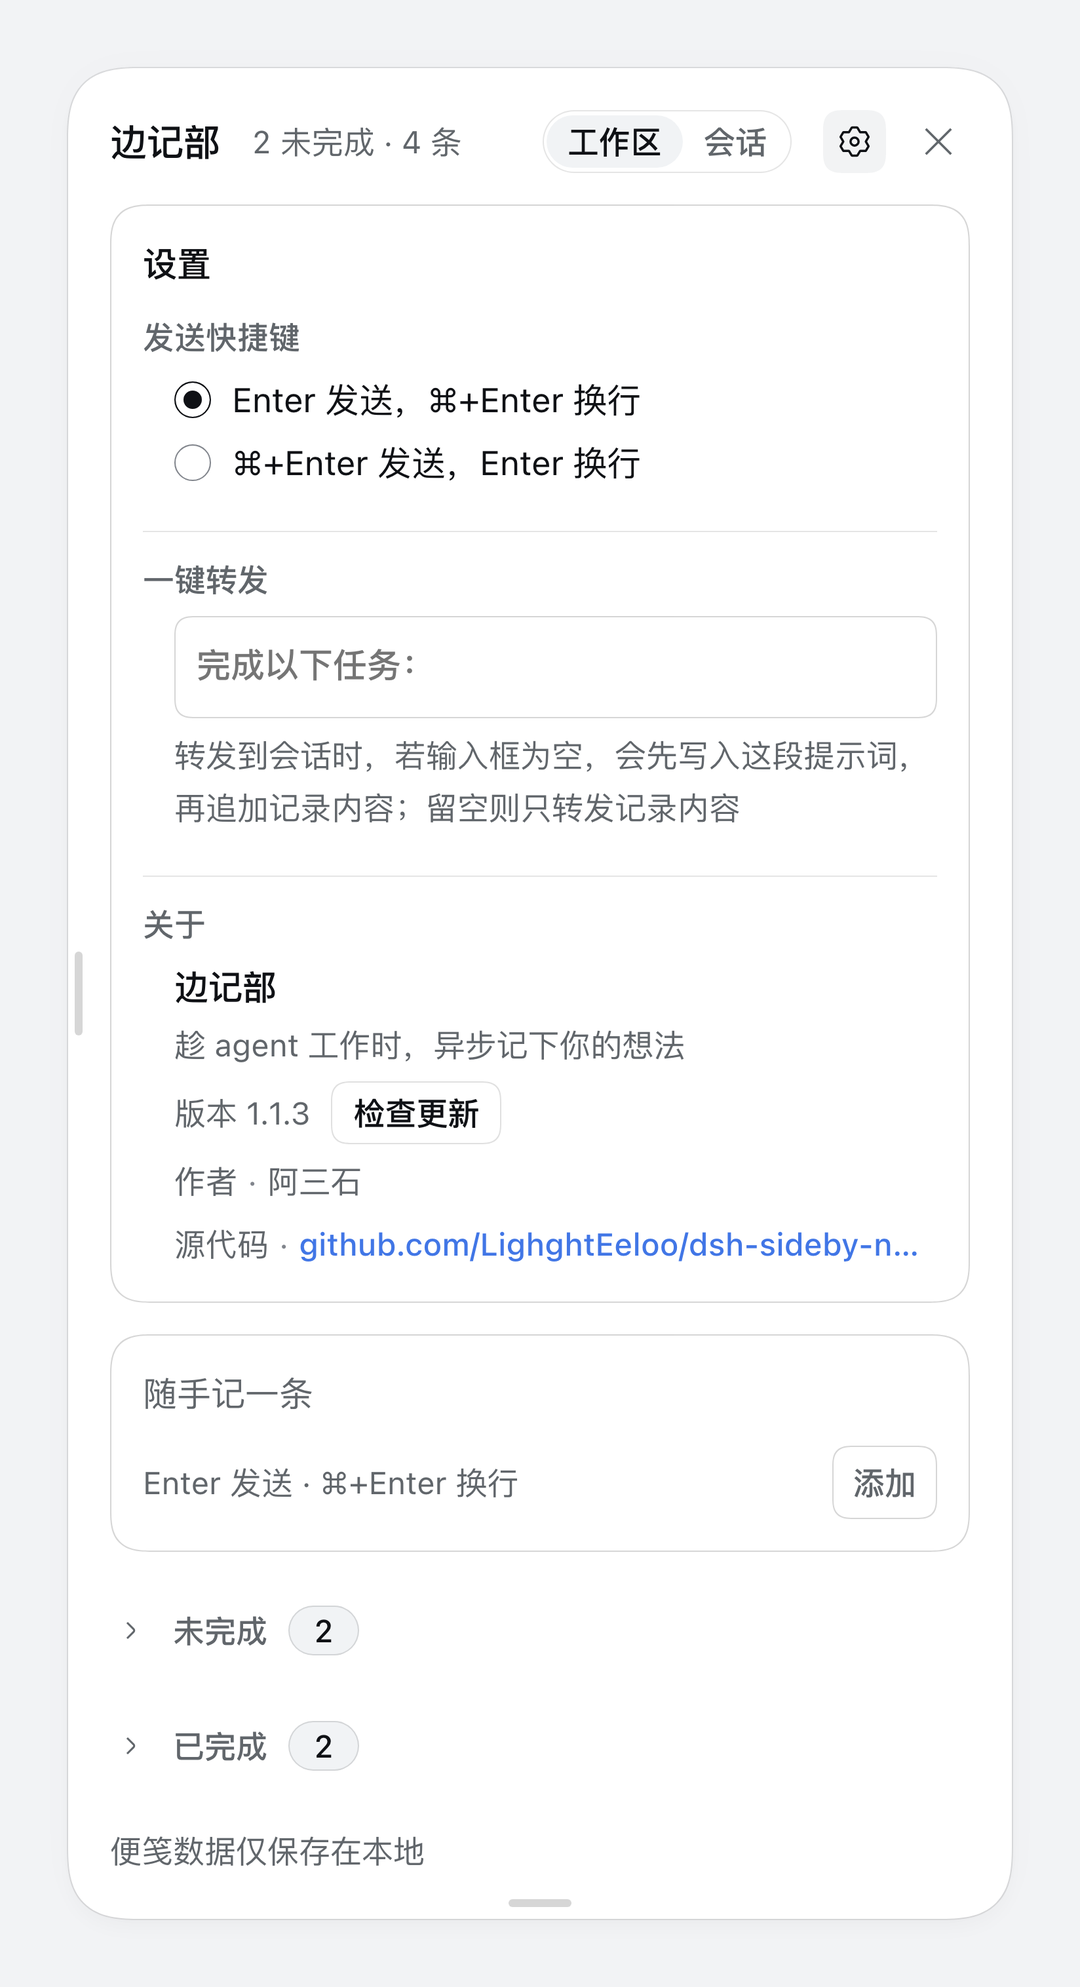 边记部 2 未完成 · 4 条 工作区 会话
设置
发送快捷键
Enter 发送，⌘+Enter 换行
⌘+Enter 发送，Enter 换行
一键转发
完成以下任务：
转发到会话时，若输入框为空，会先写入这段提示词，
再追加记录内容；留空则只转发记录内容
关于
边记部
趁 agent 工作时，异步记下你的想法
版本 1.1.3 检查更新
作者 · 阿三石
源代码 · github.com/LighghtEeloo/dsh-sideby-n...
随手记一条
Enter 发送 · ⌘+Enter 换行 添加
未完成 2
已完成 2
便笺数据仅保存在本地